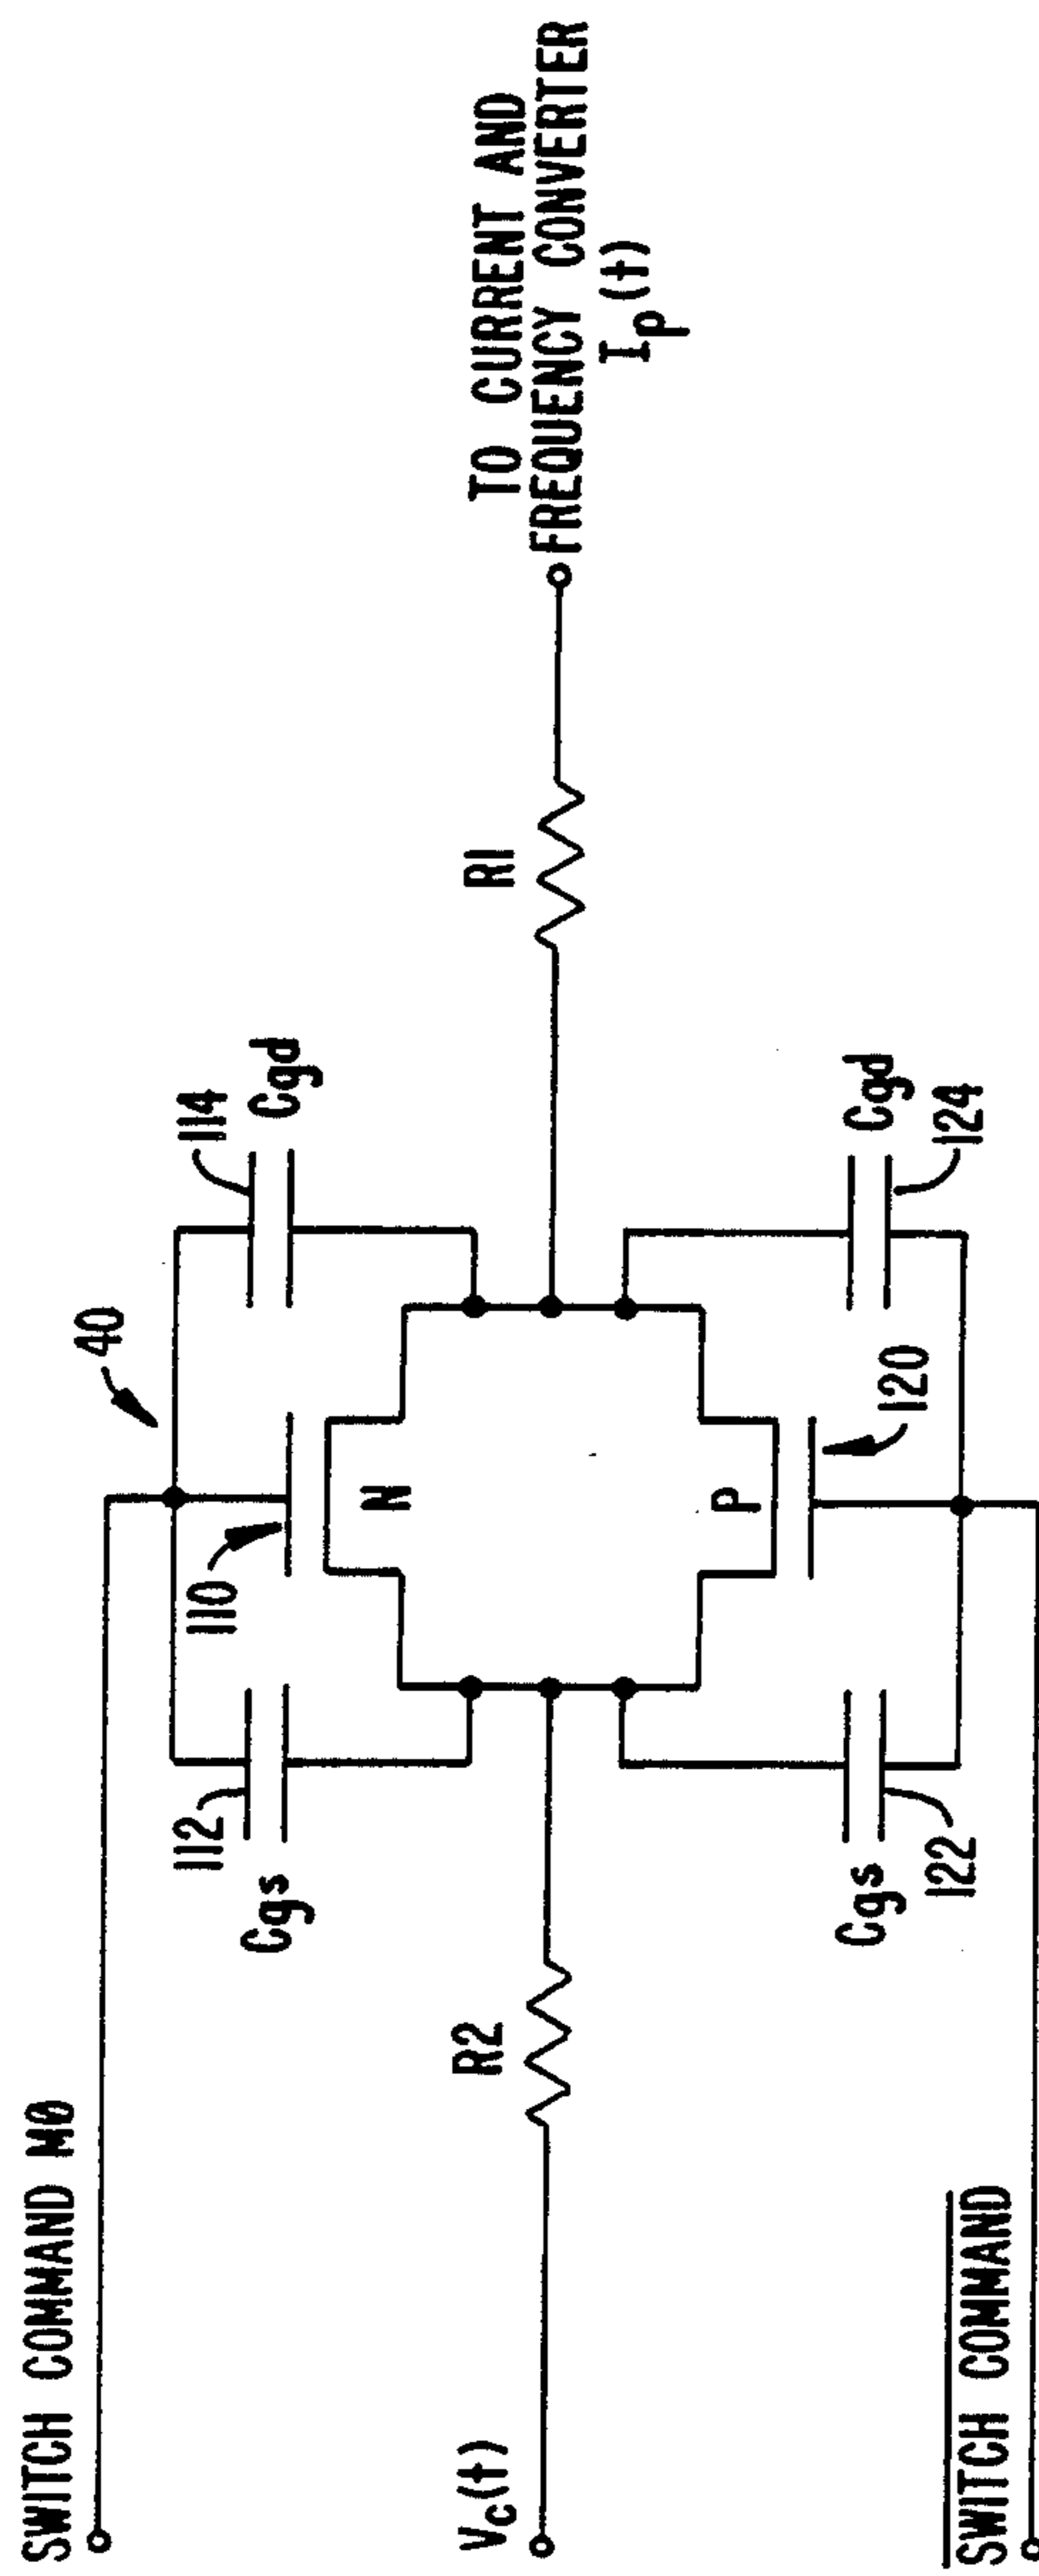 SWITCH COMMAND MØ
40
114
Cgd
110
N
112
Cgs
Vc(t)
R2
R1
TO CURRENT AND
FREQUENCY CONVERTER
Ip(t)
P
120
Cgs
122
Cgd
124
SWITCH COMMAND